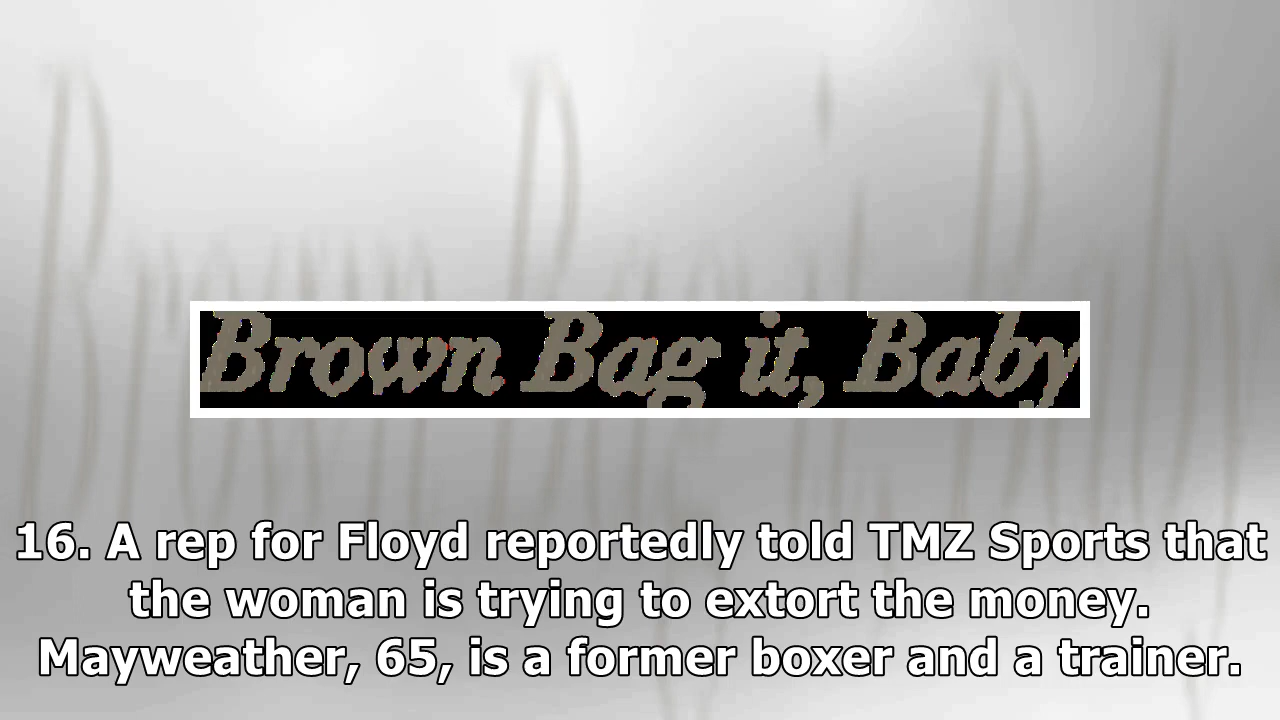 Brown Bag it, Baby
16. A rep for Floyd reportedly told TMZ Sports that
the woman is trying to extort the money.
Mayweather, 65, is a former boxer and a trainer.